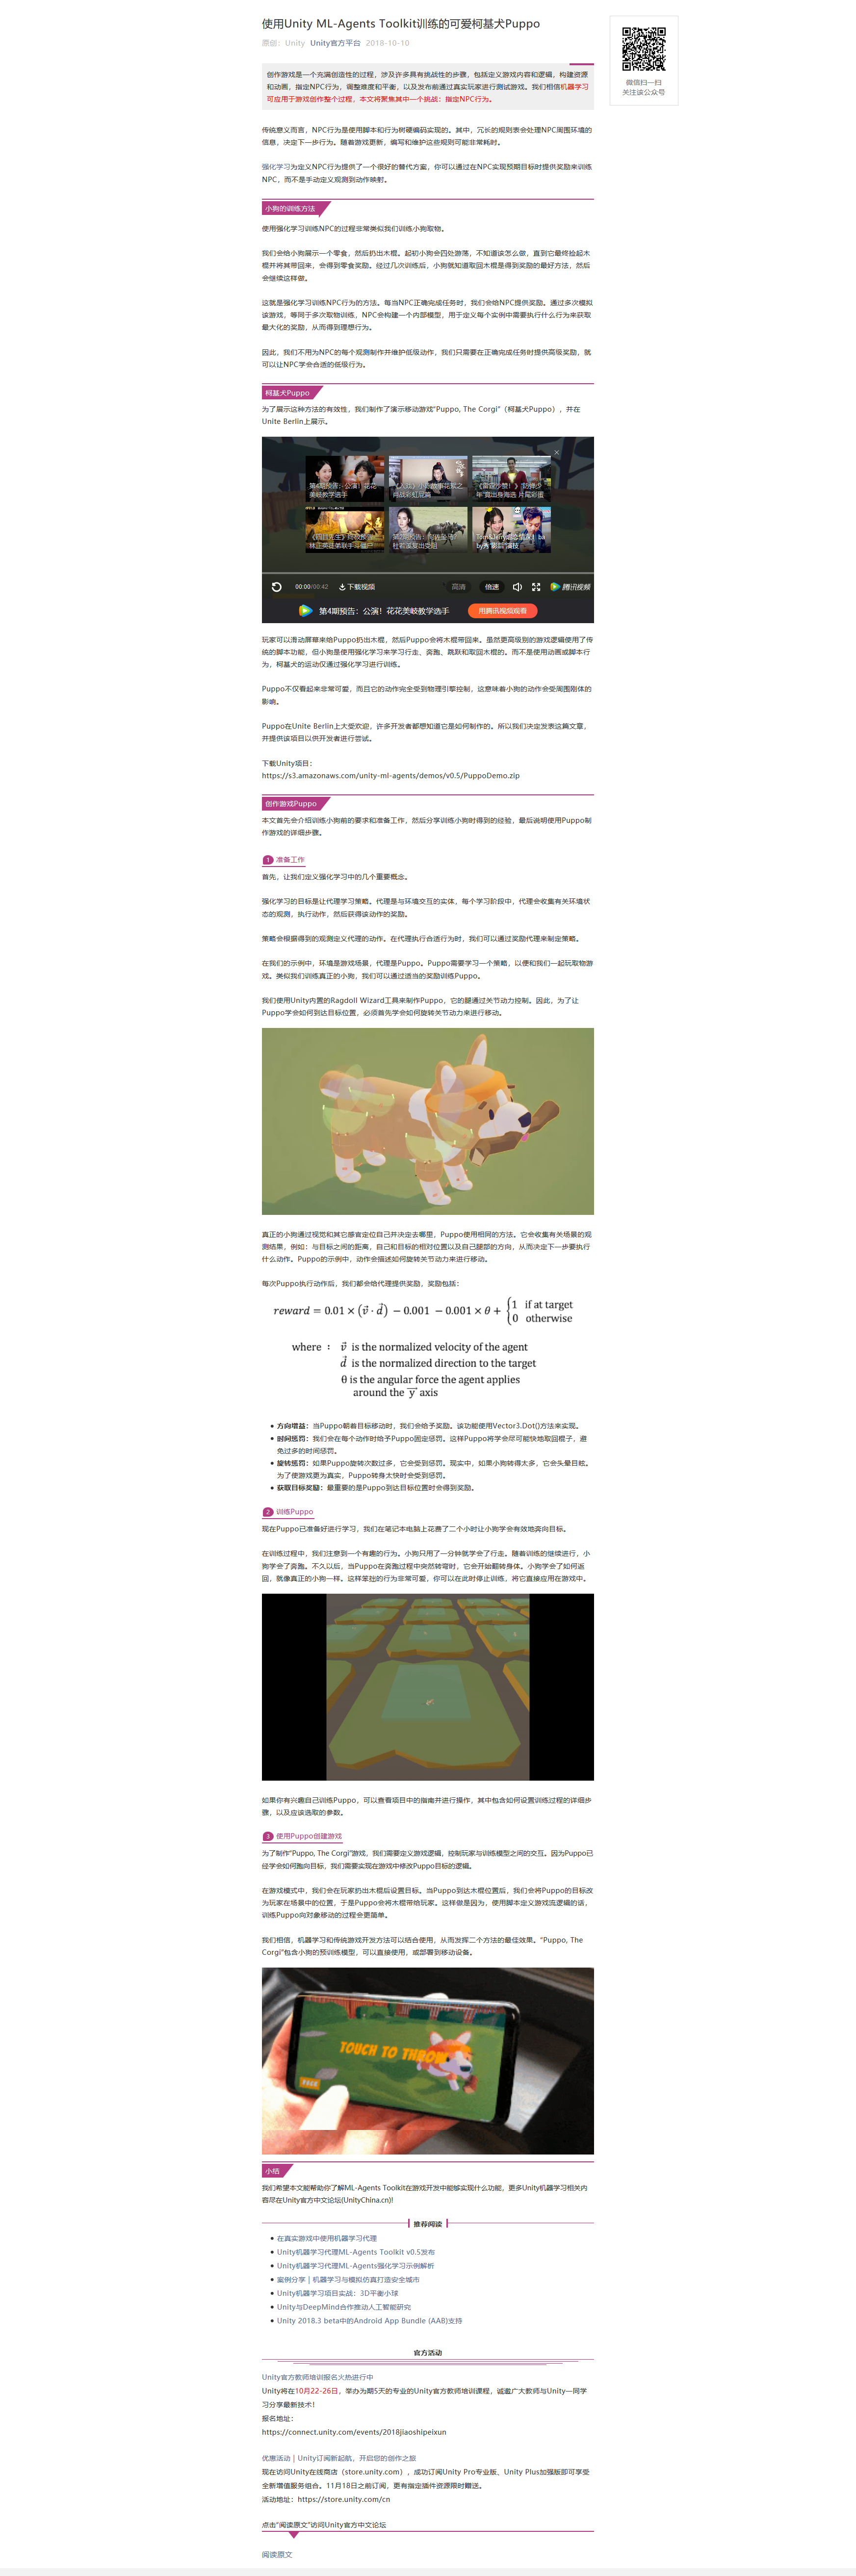 使用Unity ML-Agents Toolkit训练的可爱柯基犬Puppo
原创： Unity Unity官方平台 2018-10-10
微信扫一扫
关注该公众号
创作游戏是一个充满创造性的过程，涉及许多具有挑战性的步骤，包括定义游戏内容和逻辑，构建资源
和动画，指定NPC行为，调整难度和平衡，以及发布前通过真实玩家进行测试游戏。我们相信机器学习
可应用于游戏创作整个过程，本文将聚焦其中一个挑战：指定NPC行为。
传统意义而言，NPC行为是使用脚本和行为树硬编码实现的。其中，冗长的规则表会处理NPC周围环境的
信息，决定下一步行为。随着游戏更新，编写和维护这些规则可能非常耗时。
强化学习为定义NPC行为提供了一个很好的替代方案，你可以通过在NPC实现预期目标时提供奖励来训练
NPC，而不是手动定义观测到动作映射。
小狗的训练方法
使用强化学习训练NPC的过程非常类似我们训练小狗取物。
我们会给小狗展示一个零食，然后扔出木棍。起初小狗会四处游荡，不知道该怎么做，直到它最终捡起木
棍并将其带回来，会得到零食奖励。经过几次训练后，小狗就知道取回木棍是得到奖励的最好方法，然后
会继续这样做。
这就是强化学习训练NPC行为的方法。每当NPC正确完成任务时，我们会给NPC提供奖励。通过多次模拟
该游戏，等同于多次取物训练，NPC会构建一个内部模型，用于定义每个实例中需要执行什么行为来获取
最大化的奖励，从而得到理想行为。
因此，我们不用为NPC的每个观测制作并维护低级动作，我们只需要在正确完成任务时提供高级奖励，就
可以让NPC学会合适的低级行为。
柯基犬Puppo
为了展示这种方法的有效性，我们制作了演示移动游戏“Puppo, The Corgi”（柯基犬Puppo），并在
Unite Berlin上展示。
第4期预告：公演！花花
美岐教学选手
00:00/00:42 下载视频 高清 倍速 腾讯视频
第4期预告：公演！花花美岐教学选手 用腾讯视频观看
玩家可以滑动屏幕来给Puppo扔出木棍，然后Puppo会将木棍带回来。虽然更高级别的游戏逻辑使用了传
统的脚本功能，但小狗是使用强化学习来学习行走、奔跑、跳跃和取回木棍的。而不是使用动画或脚本行
为，柯基犬的运动仅通过强化学习进行训练。
Puppo不仅看起来非常可爱，而且它的动作完全受到物理引擎控制，这意味着小狗的动作会受周围刚体的
影响。
Puppo在Unite Berlin上大受欢迎，许多开发者都想知道它是如何制作的。所以我们决定发表这篇文章，
并提供该项目以供开发者进行尝试。
下载Unity项目：
https://s3.amazonaws.com/unity-ml-agents/demos/v0.5/PuppoDemo.zip
创作游戏Puppo
本文首先会介绍训练小狗前的要求和准备工作，然后分享训练小狗时得到的经验，最后说明使用Puppo制
作游戏的详细步骤。
1 准备工作
首先，让我们定义强化学习中的几个重要概念。
强化学习的目标是让代理学习策略。代理是与环境交互的实体，每个学习阶段中，代理会收集有关环境状
态的观测，执行动作，然后获得该动作的奖励。
策略会根据得到的观测定义代理的动作。在代理执行合适行为时，我们可以通过奖励代理来制定策略。
在我们的示例中，环境是游戏场景，代理是Puppo。Puppo需要学习一个策略，以便和我们一起玩取物游
戏。类似我们训练真正的小狗，我们可以通过适当的奖励训练Puppo。
我们使用Unity内置的Ragdoll Wizard工具来制作Puppo，它的腿通过关节动力控制。因此，为了让
Puppo学会如何到达目标位置，必须首先学会如何旋转关节动力来进行移动。
真正的小狗通过视觉和其它感官定位自己并决定去哪里，Puppo使用相同的方法。它会收集有关场景的观
测结果，例如：与目标之间的距离，自己和目标的相对位置以及自己腿部的方向，从而决定下一步要执行
什么动作。Puppo的示例中，动作会描述如何旋转关节动力来进行移动。
每次Puppo执行动作后，我们都会给代理提供奖励，奖励包括：
reward = 0.01 × (v⃗ · d⃗) − 0.001 − 0.001 × θ + {1 if at target
0 otherwise
where : v⃗ is the normalized velocity of the agent
d⃗ is the normalized direction to the target
θ is the angular force the agent applies
around the y⃗ axis
• 方向增益：当Puppo朝着目标移动时，我们会给予奖励。该功能使用Vector3.Dot()方法来实现。
• 时间惩罚：我们会在每个动作时给予Puppo固定惩罚。这样Puppo将学会尽可能快地取回棍子，避
免过多的时间惩罚。
• 旋转惩罚：如果Puppo旋转次数过多，它会受到惩罚。现实中，如果小狗转得太多，它会头晕目眩。
为了使游戏更为真实，Puppo转身太快时会受到惩罚。
• 获取目标奖励：最重要的是Puppo到达目标位置时会得到奖励。
2 训练Puppo
现在Puppo已准备好进行学习，我们在笔记本电脑上花费了二个小时让小狗学会有效地奔向目标。
在训练过程中，我们注意到一个有趣的行为。小狗只用了一分钟就学会了行走。随着训练的继续进行，小
狗学会了奔跑。不久以后，当Puppo在奔跑过程中突然转弯时，它会开始翻转身体。小狗学会了如何返
回，就像真正的小狗一样。这样笨拙的行为非常可爱，你可以在此时停止训练，将它直接应用在游戏中。
如果你有兴趣自己训练Puppo，可以查看项目中的指南并进行操作，其中包含如何设置训练过程的详细步
骤，以及应该选取的参数。
3 使用Puppo创建游戏
为了制作“Puppo, The Corgi”游戏，我们需要定义游戏逻辑，控制玩家与训练模型之间的交互。因为Puppo已
经学会如何跑向目标，我们需要实现在游戏中修改Puppo目标的逻辑。
在游戏模式中，我们会在玩家扔出木棍后设置目标。当Puppo到达木棍位置后，我们会将Puppo的目标改
为玩家在场景中的位置，于是Puppo会将木棍带给玩家。这样做是因为，使用脚本定义游戏流逻辑的话，
训练Puppo向对象移动的过程会更简单。
我们相信，机器学习和传统游戏开发方法可以结合使用，从而发挥二个方法的最佳效果。“Puppo, The
Corgi”包含小狗的预训练模型，可以直接使用，或部署到移动设备。
TOUCH TO THROW
小结
我们希望本文能帮助你了解ML-Agents Toolkit在游戏开发中能够实现什么功能，更多Unity机器学习相关内
容尽在Unity官方中文论坛(UnityChina.cn)!
推荐阅读
• 在真实游戏中使用机器学习代理
• Unity机器学习代理ML-Agents Toolkit v0.5发布
• Unity机器学习代理ML-Agents强化学习示例解析
• 案例分享 | 机器学习与模拟仿真打造安全城市
• Unity机器学习项目实战：3D平衡小球
• Unity与DeepMind合作推动人工智能研究
• Unity 2018.3 beta中的Android App Bundle (AAB)支持
官方活动
Unity官方教师培训报名火热进行中
Unity将在10月22-26日，举办为期5天的专业的Unity官方教师培训课程，诚邀广大教师与Unity一同学
习分享最新技术！
报名地址：
https://connect.unity.com/events/2018jiaoshipeixun
优惠活动 | Unity订阅新起航，开启您的创作之旅
现在访问Unity在线商店（store.unity.com），成功订阅Unity Pro专业版、Unity Plus加强版即可享受
全新增值服务组合。11月18日之前订阅，更有指定插件资源限时赠送。
活动地址：https://store.unity.com/cn
点击“阅读原文”访问Unity官方中文论坛
阅读原文